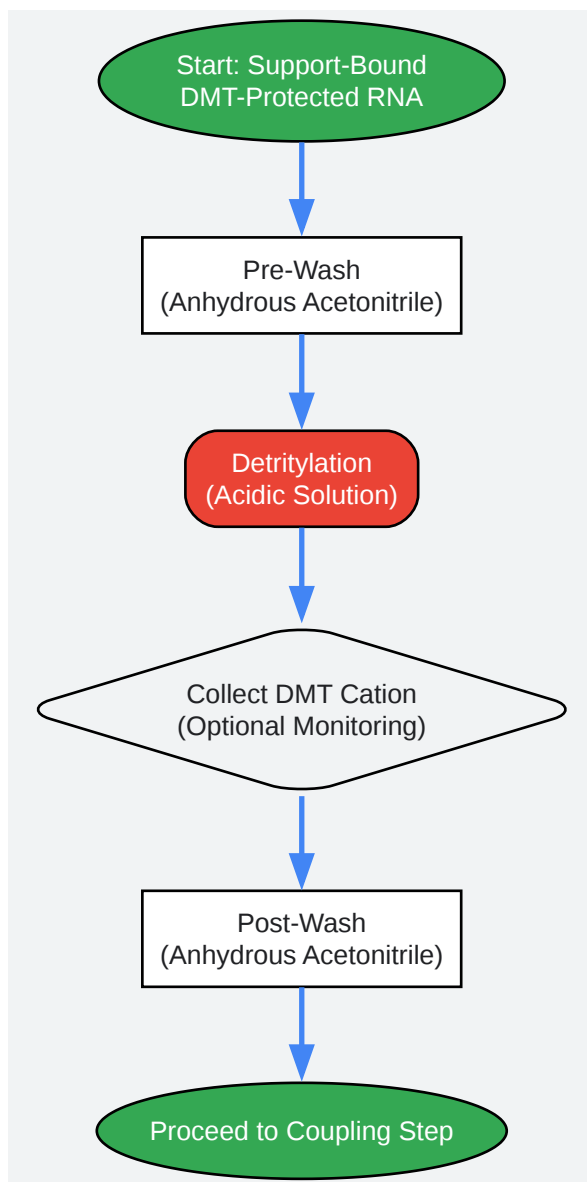 Start: Support-Bound
DMT-Protected RNA
Pre-Wash
(Anhydrous Acetonitrile)
Detritylation
(Acidic Solution)
Collect DMT Cation
(Optional Monitoring)
Post-Wash
(Anhydrous Acetonitrile)
Proceed to Coupling Step